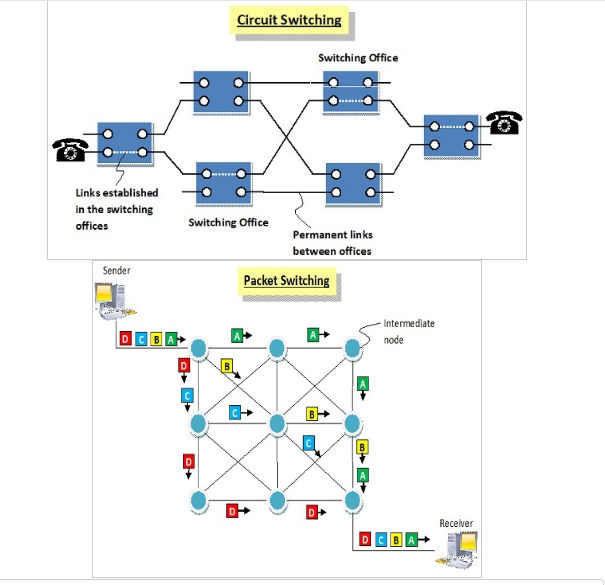 Circuit Switching
Switching Office
Links established
in the switching
offices
Switching Office
Permanent links
between offices
Sender
Packet Switching
Intermediate
node
D C B A
A
A
D
B
C
A
C
B
C
B
D
A
D
D
Receiver
D C B A